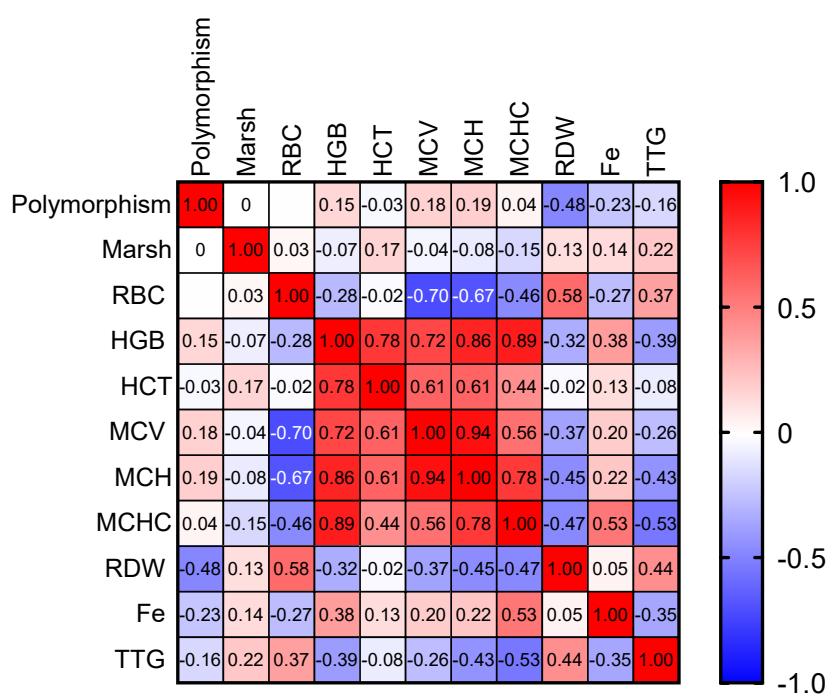 Polymorphism Marsh RBC HGB HCT MCV MCH MCHC RDW Fe TTG
Polymorphism 1.00 0 0.15 -0.03 0.18 0.19 0.04 -0.48 -0.23 -0.16
Marsh 0 1.00 0.03 -0.07 0.17 -0.04 -0.08 -0.15 0.13 0.14 0.22
RBC 0.03 1.00 -0.28 -0.02 -0.70 -0.67 -0.46 0.58 -0.27 0.37
HGB 0.15 -0.07 -0.28 1.00 0.78 0.72 0.86 0.89 -0.32 0.38 -0.39
HCT -0.03 0.17 -0.02 0.78 1.00 0.61 0.61 0.44 -0.02 0.13 -0.08
MCV 0.18 -0.04 -0.70 0.72 0.61 1.00 0.94 0.56 -0.37 0.20 -0.26
MCH 0.19 -0.08 -0.67 0.86 0.61 0.94 1.00 0.78 -0.45 0.22 -0.43
MCHC 0.04 -0.15 -0.46 0.89 0.44 0.56 0.78 1.00 -0.47 0.53 -0.53
RDW -0.48 0.13 0.58 -0.32 -0.02 -0.37 -0.45 -0.47 1.00 0.05 0.44
Fe -0.23 0.14 -0.27 0.38 0.13 0.20 0.22 0.53 0.05 1.00 -0.35
TTG -0.16 0.22 0.37 -0.39 -0.08 -0.26 -0.43 -0.53 0.44 -0.35 1.00
1.0
0.5
0
-0.5
-1.0